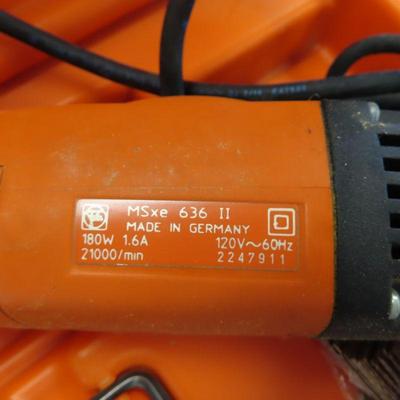 MSxe 636 II
MADE IN GERMANY
180W 1.6A 120V~60Hz
21000/min 2247911